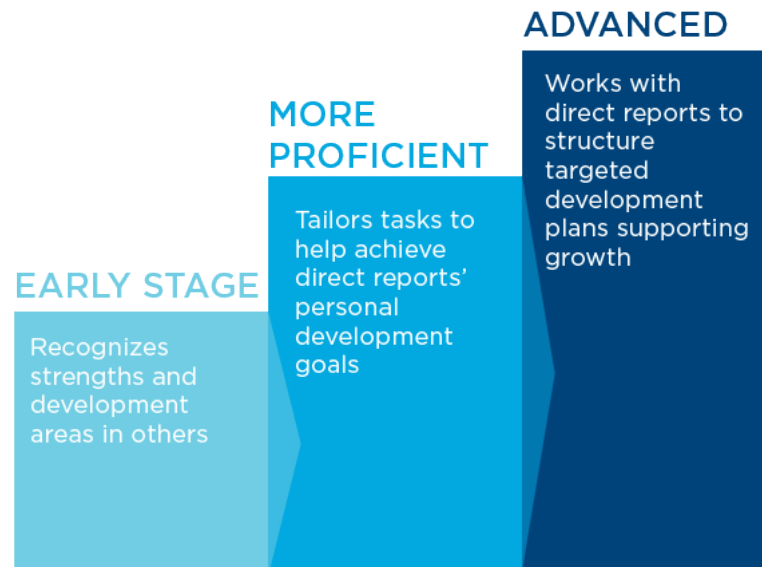 EARLY STAGE
Recognizes
strengths and
development
areas in others
MORE
PROFICIENT
Tailors tasks to
help achieve
direct reports’
personal
development
goals
ADVANCED
Works with
direct reports to
structure
targeted
development
plans supporting
growth